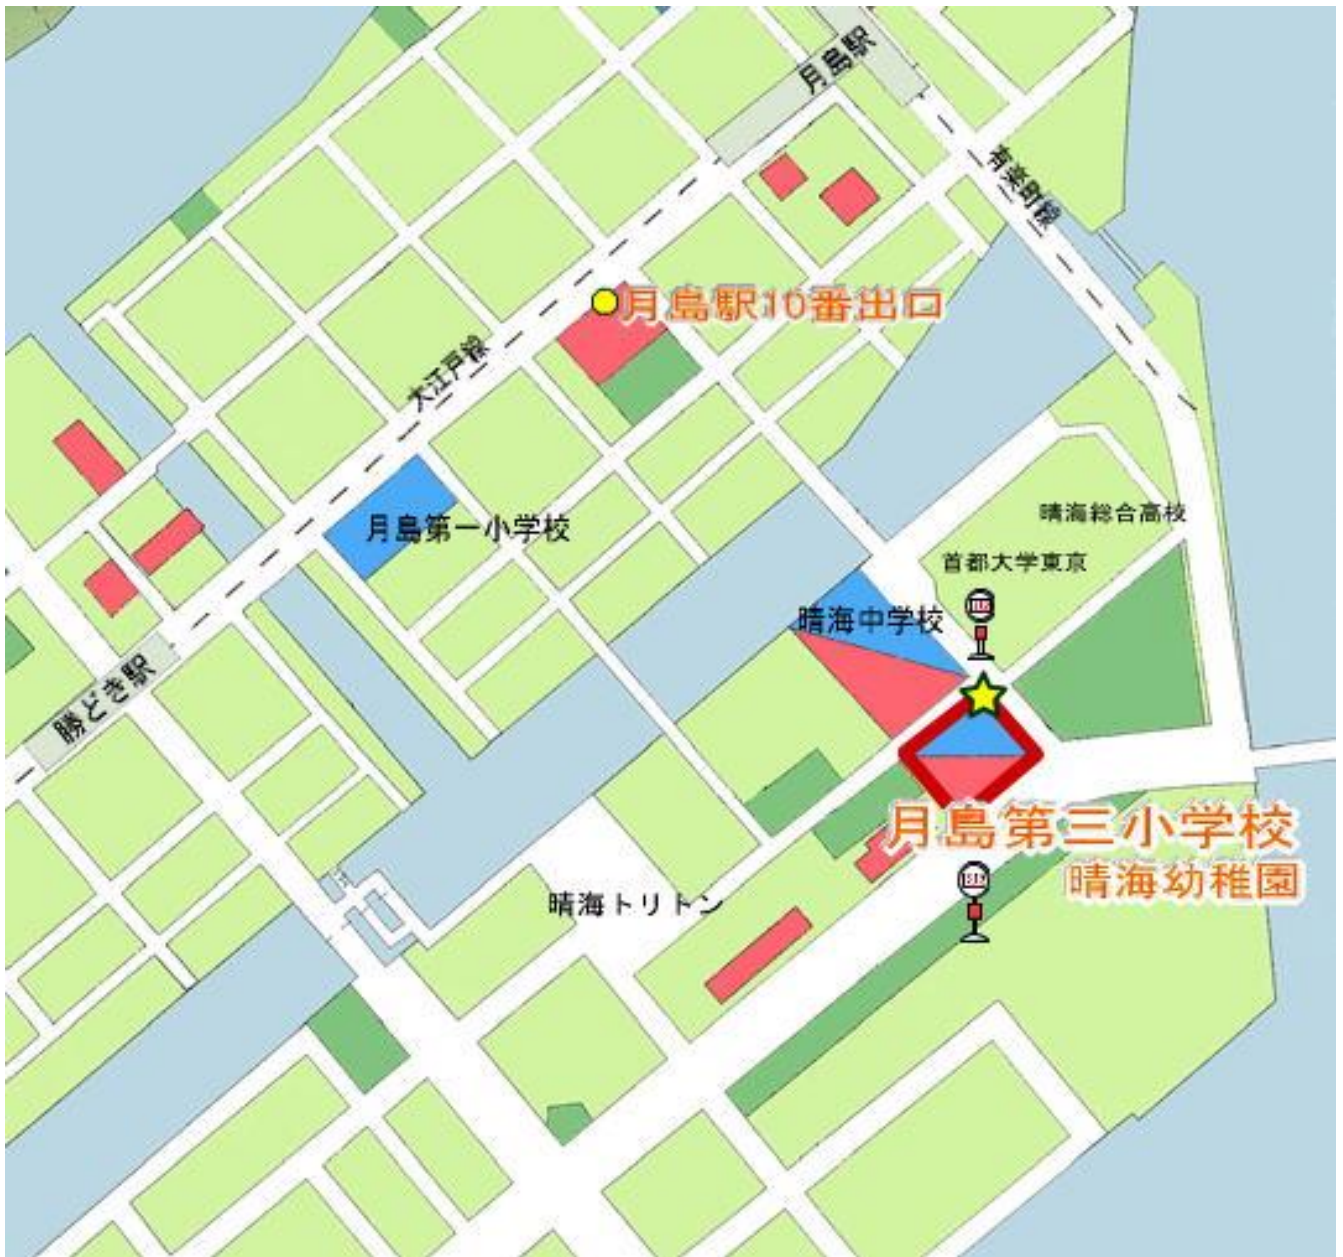 月島駅
有楽町線
月島駅10番出口
大江戸線
晴海総合高校
月島第一小学校
首都大学東京
晴海中学校
勝どき駅
月島第三小学校
晴海幼稚園
晴海トリトン